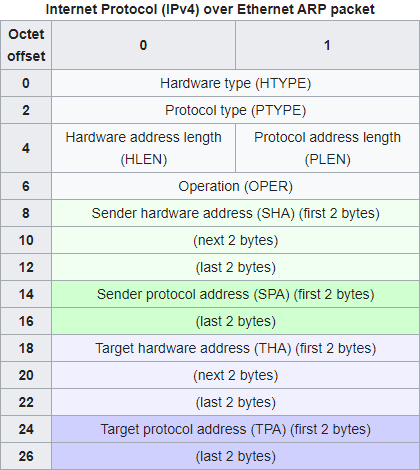 Internet Protocol (IPv4) over Ethernet ARP packet
Octet offset 0 1
0 Hardware type (HTYPE)
2 Protocol type (PTYPE)
4 Hardware address length (HLEN) Protocol address length (PLEN)
6 Operation (OPER)
8 Sender hardware address (SHA) (first 2 bytes)
10 (next 2 bytes)
12 (last 2 bytes)
14 Sender protocol address (SPA) (first 2 bytes)
16 (last 2 bytes)
18 Target hardware address (THA) (first 2 bytes)
20 (next 2 bytes)
22 (last 2 bytes)
24 Target protocol address (TPA) (first 2 bytes)
26 (last 2 bytes)